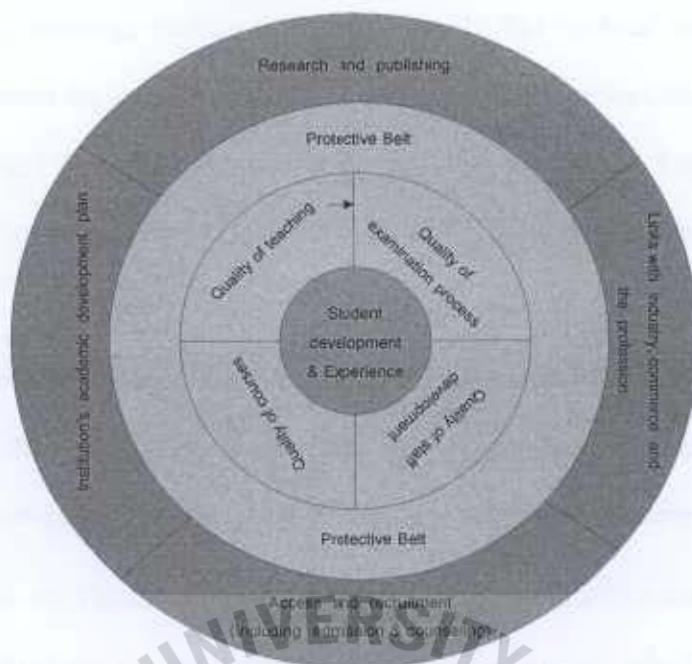 Research and publishing
Protective Belt
Quality of teaching
Quality of
examination process
Student
development
& Experience
Quality of courses
Quality of staff
development
Institution's academic development plan
Links with industry, commerce and
the profession
Protective Belt
Access and recruitment
(including admission & counselling)
UNIVERSITY